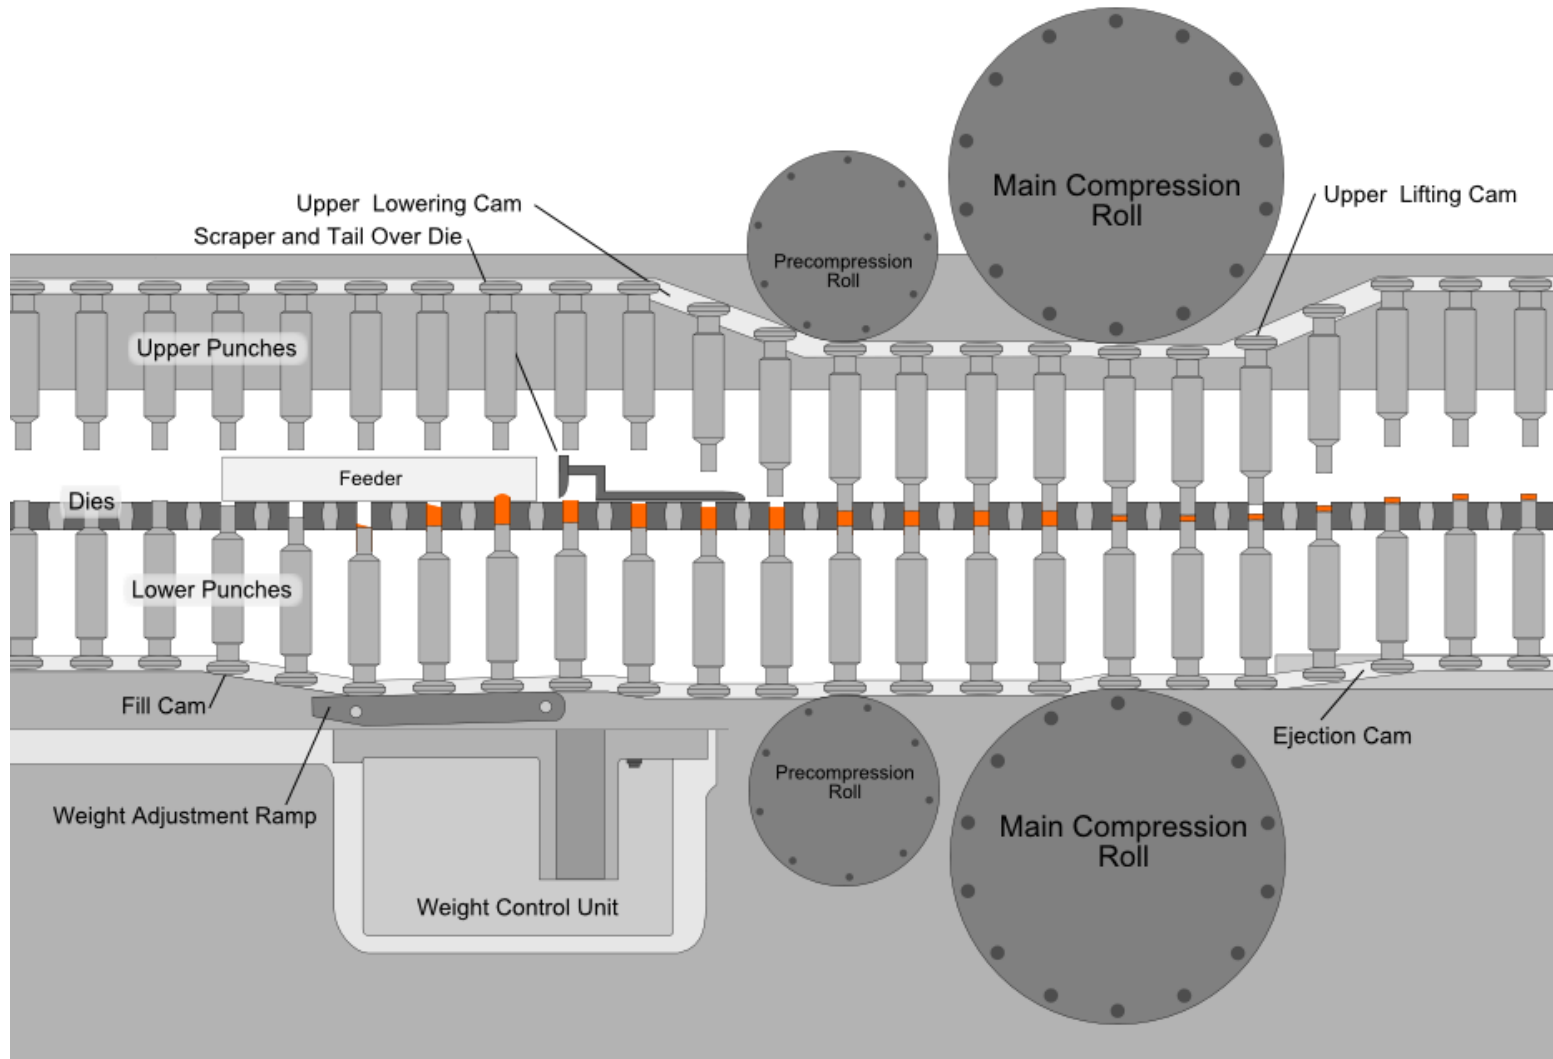 Main Compression
Roll
Upper  Lowering Cam
Upper  Lifting Cam
Scraper and Tail Over Die
Precompression
Roll
Upper Punches
Feeder
Dies
Lower Punches
Fill Cam
Ejection Cam
Precompression
Roll
Weight Adjustment Ramp
Main Compression
Roll
Weight Control Unit